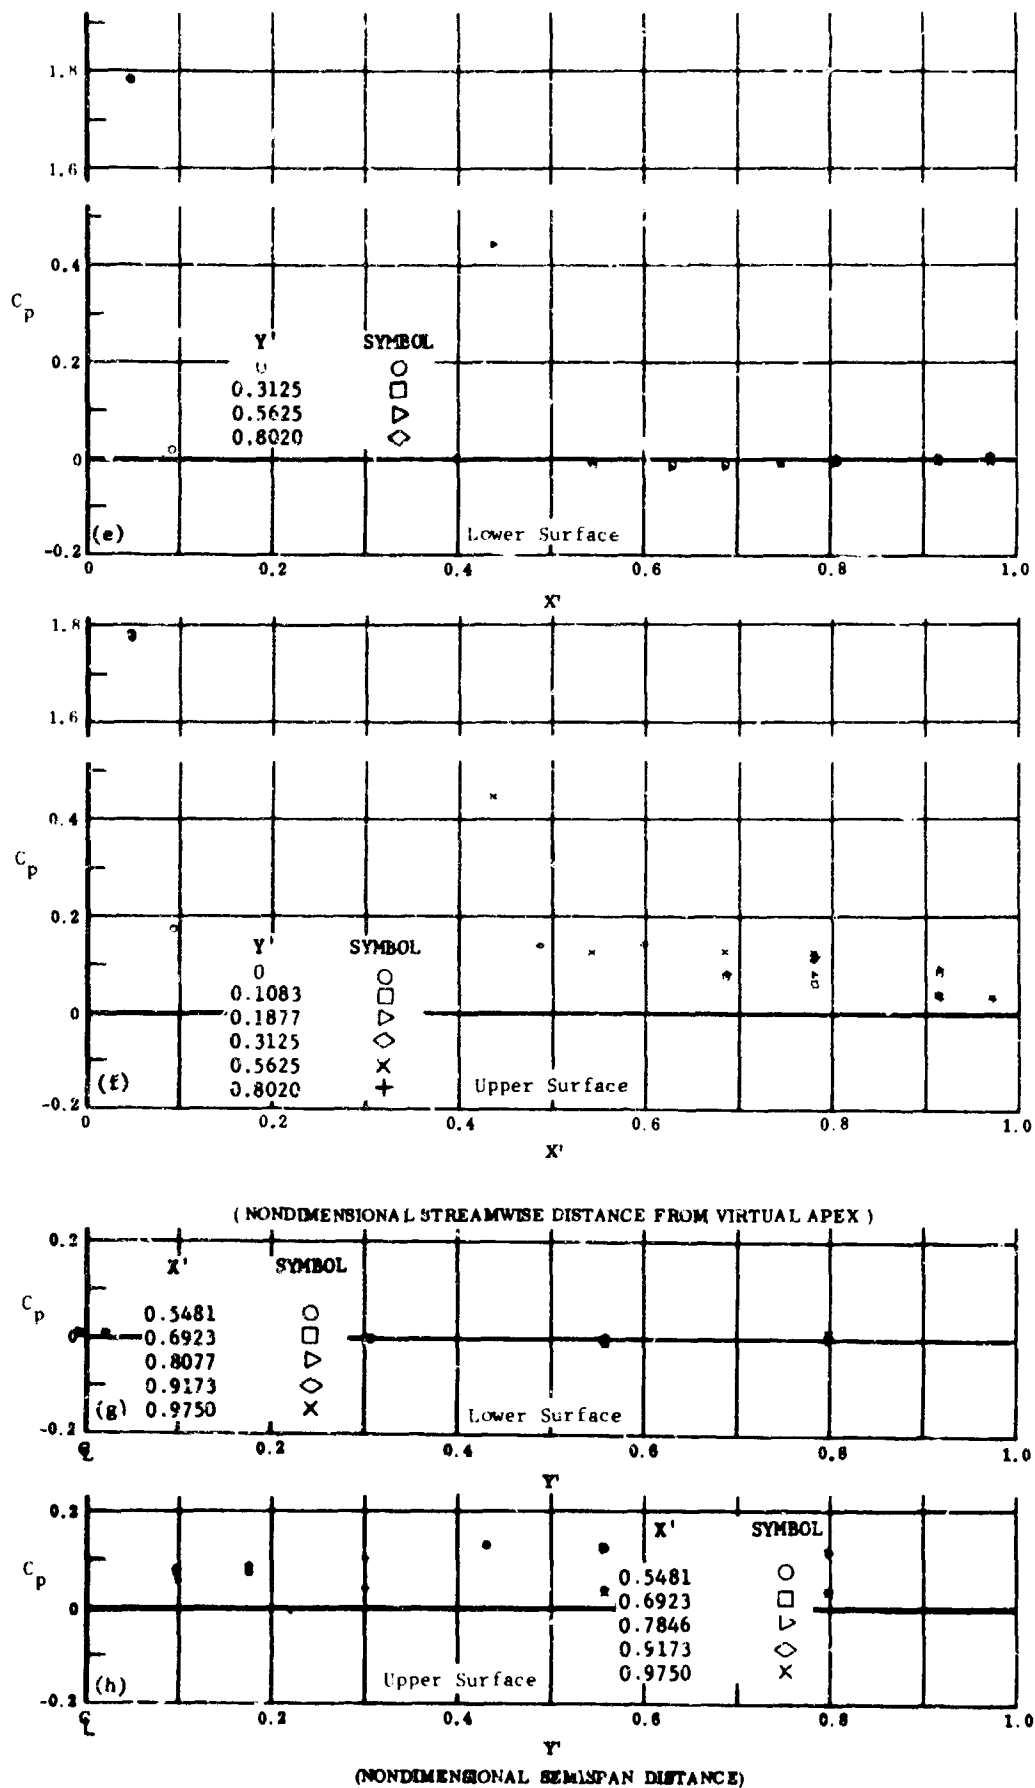 1.8
1.6
0.4
C_p
Y' SYMBOL
0 ○
0.2
0.3125 □
0.5625 ▷
0.8020 ◇
0
(e) Lower Surface
-0.2
0 0.2 0.4 0.6 0.8 1.0
X'
1.8
1.6
0.4
C_p
0.2
Y' SYMBOL
0 ○
0.1083 □
0 0.1877 ▷
0.3125 ◇
0.5625 ×
(f) 0.8020 + Upper Surface
-0.2
0 0.2 0.4 0.6 0.8 1.0
X'
(NONDIMENSIONAL STREAMWISE DISTANCE FROM VIRTUAL APEX)
0.2
X' SYMBOL
C_p 0.5481 ○
0 0.6923 □
0.8077 ▷
0.9173 ◇
(g) 0.9750 × Lower Surface
-0.2
℄ 0.2 0.4 0.6 0.8 1.0
Y'
0.2
X' SYMBOL
C_p 0.5481 ○
0 0.6923 □
0.7846 ▷
0.9173 ◇
(h) Upper Surface 0.9750 ×
-0.2
℄ 0.2 0.4 0.6 0.8 1.0
Y'
(NONDIMENSIONAL SEMISPAN DISTANCE)